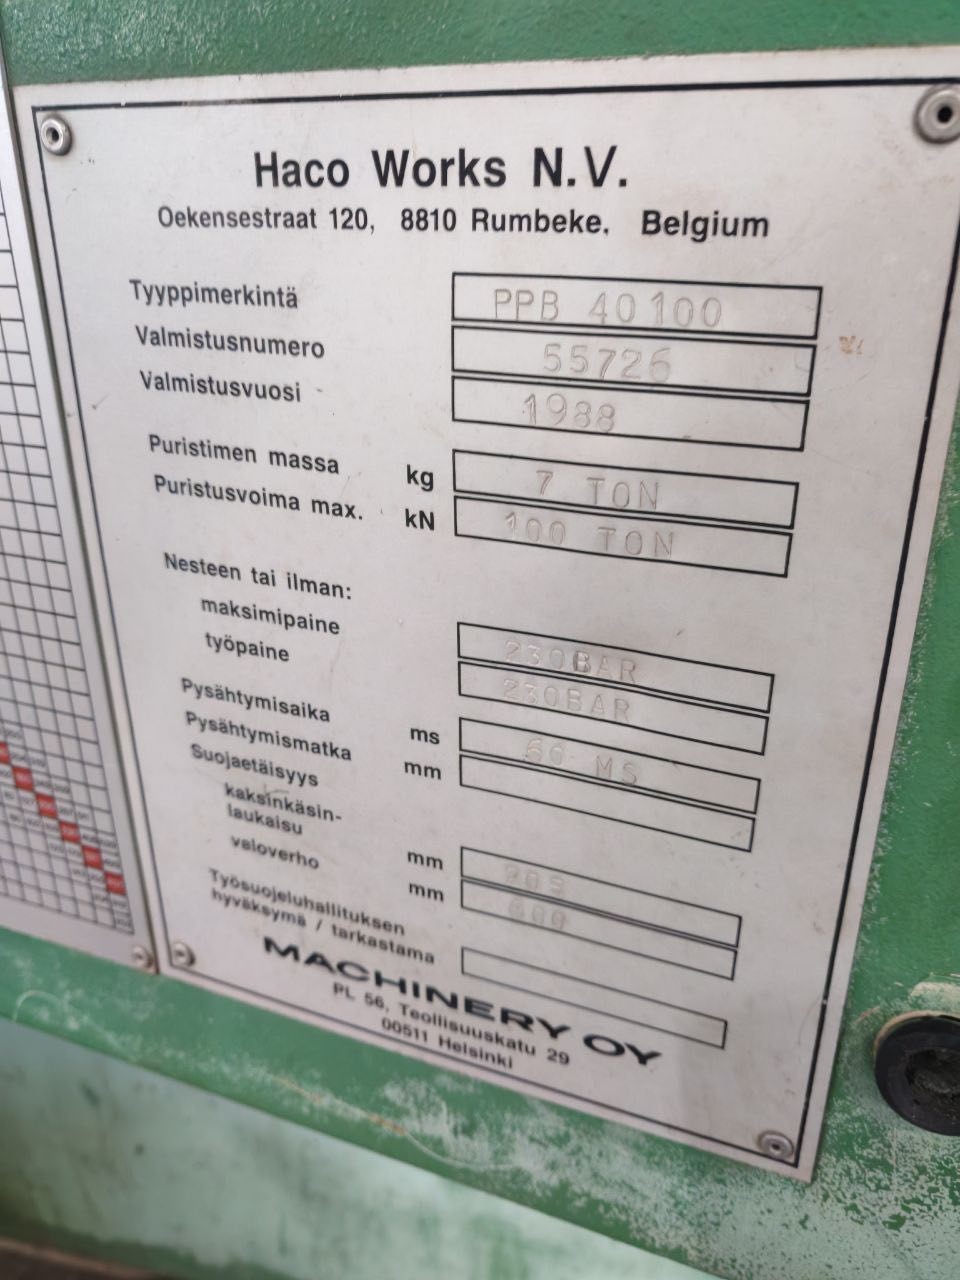 Haco Works N.V.
Oekensestraat 120, 8810 Rumbeke. Belgium
Tyyppimerkintä PPB 40100
Valmistusnumero 55726
Valmistusvuosi 1988
Puristimen massa kg 7 TON
Puristusvoima max. kN 100 TON
Nesteen tai ilman:
maksimipaine 230BAR
työpaine 230BAR
Pysähtymisaika ms 60 MS
Pysähtymismatka mm
Suojaetäisyys
kaksinkäsin-
laukaisu mm
valoverho mm
Työsuojeluhallituksen
hyväksymä / tarkastama
MACHINERY OY
PL 56, Teollisuuskatu 29
00511 Helsinki